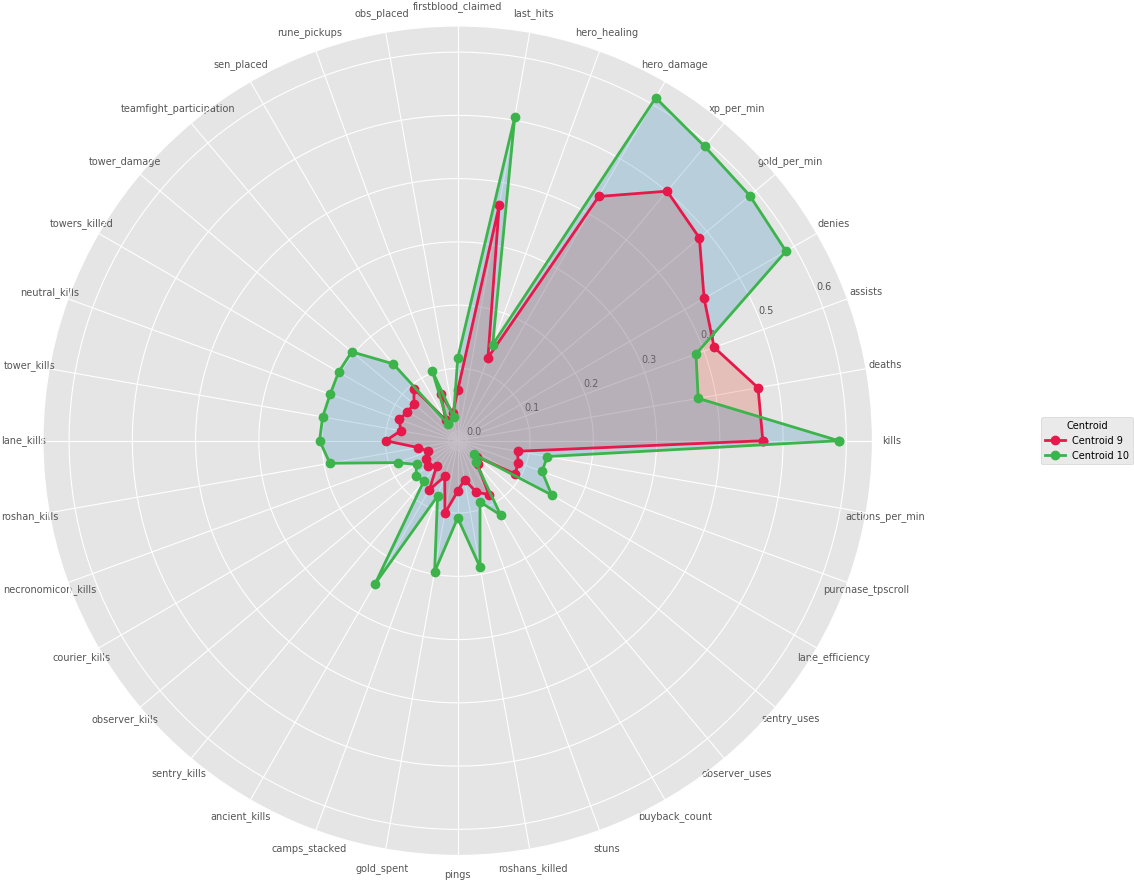 firstblood_claimed
obs_placed
last_hits
rune_pickups
hero_healing
sen_placed
hero_damage
teamfight_participation
xp_per_min
tower_damage
gold_per_min
towers_killed
denies
neutral_kills
assists
tower_kills
deaths
lane_kills
kills
roshan_kills
actions_per_min
necronomicon_kills
purchase_tpscroll
courier_kills
lane_efficiency
observer_kills
sentry_uses
sentry_kills
observer_uses
ancient_kills
buyback_count
camps_stacked
stuns
gold_spent
roshans_killed
pings
0.0
0.1
0.2
0.3
0.5
0.6
Centroid
Centroid 9
Centroid 10